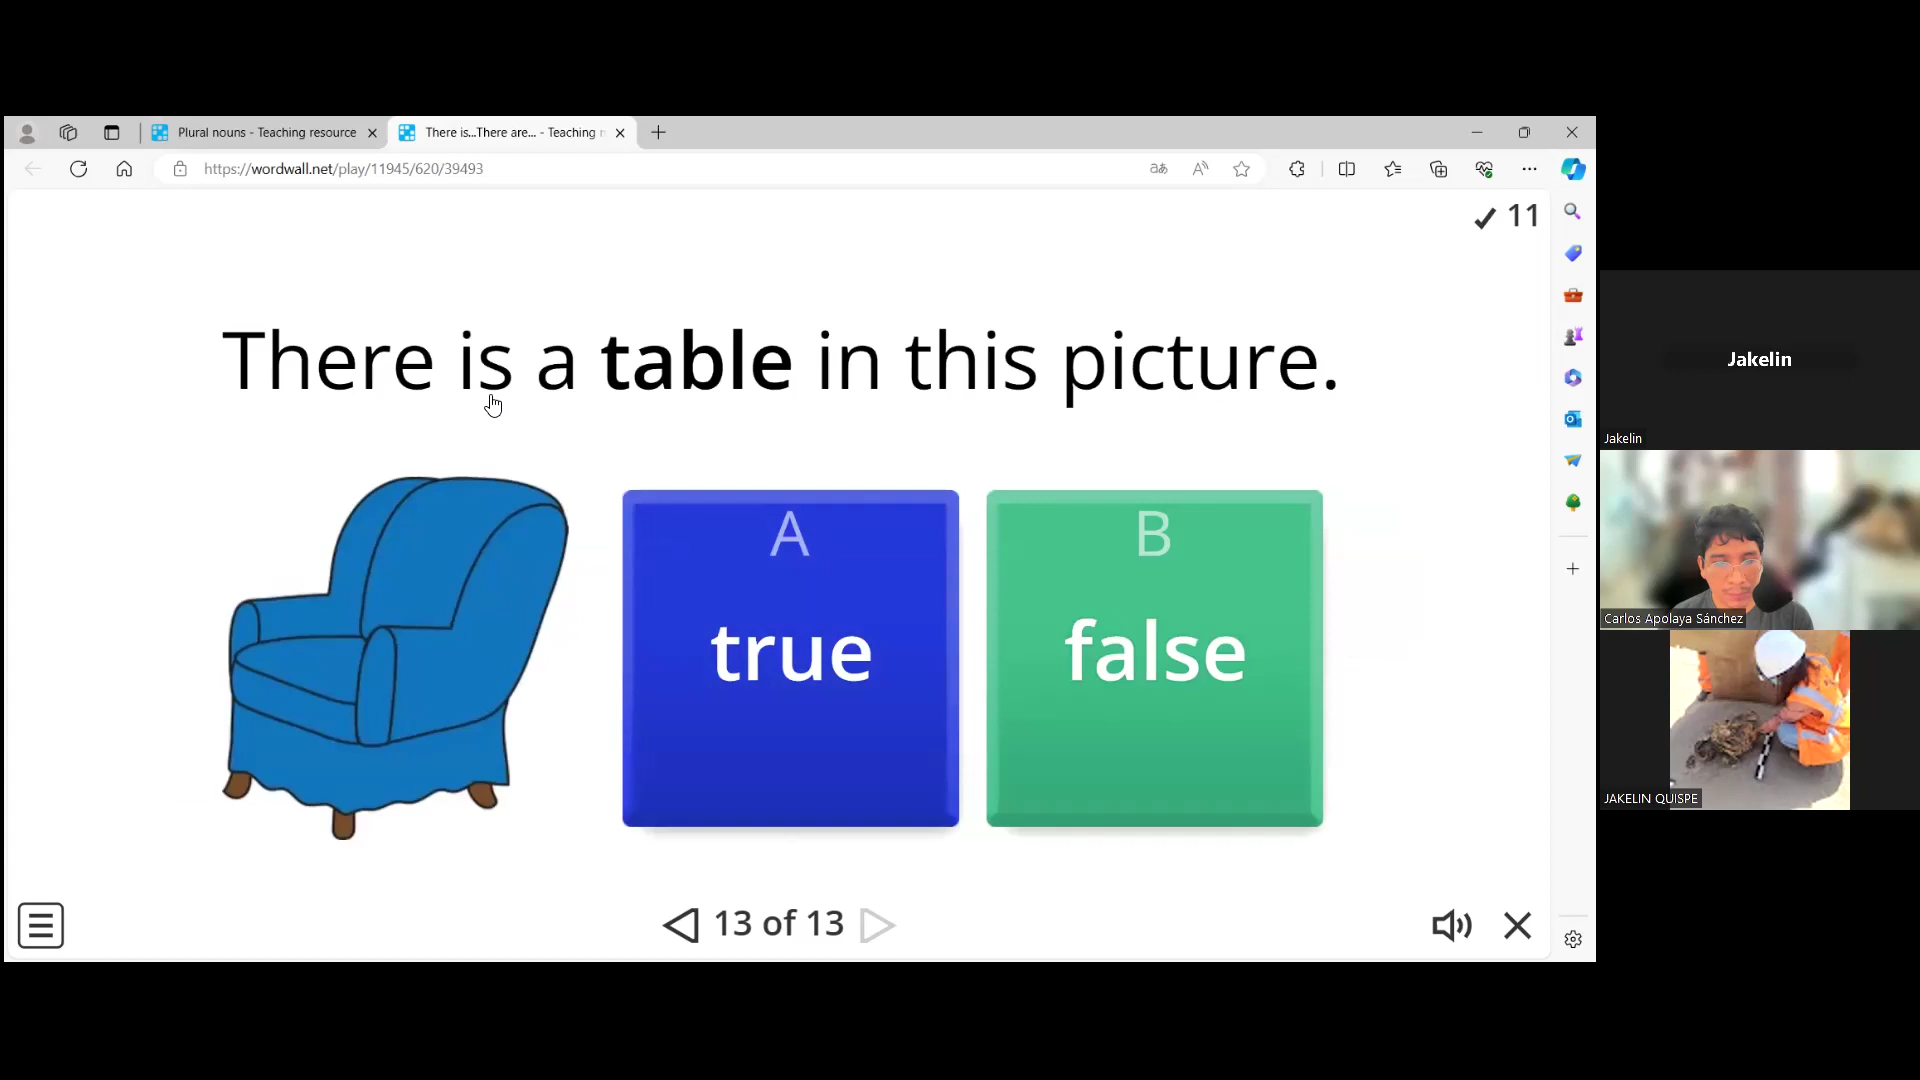 Plural nouns - Teaching resource
There is...There are... - Teaching r
https://wordwall.net/play/11945/620/39493
11
There is a table in this picture.
A
true
B
false
13 of 13
Jakelin
Jakelin
Carlos Apolaya Sánchez
JAKELIN QUISPE